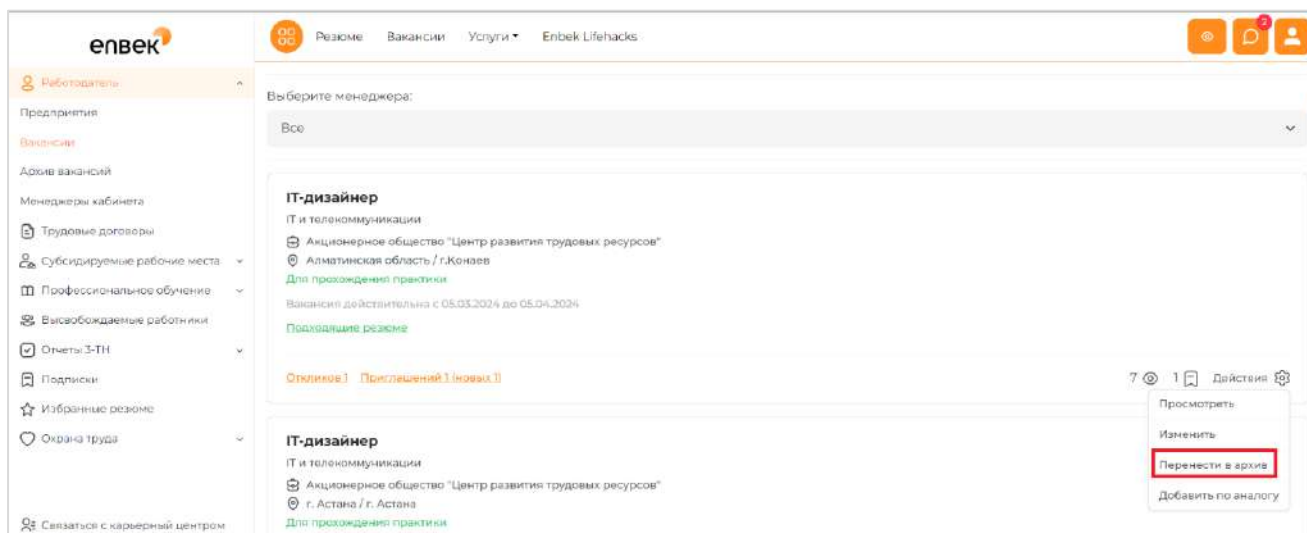 enbek
Резюме Вакансии Услуги Enbek Lifehacks
2
Работодатель
Предприятия
Вакансии
Архив вакансий
Менеджеры кабинета
Трудовые договоры
Субсидируемые рабочие места
Профессиональное обучение
Высвобождаемые работники
Отчеты 3-ТН
Подписки
Избранные резюме
Охрана труда
Связаться с карьерный центром
Выберите менеджера:
Все
IT-дизайнер
IT и телекоммуникации
Акционерное общество "Центр развития трудовых ресурсов"
Алматинская область / г.Конаев
Для прохождения практики
Вакансия действительна с 05.03.2024 до 05.04.2024
Подходящие резюме
Откликов 1 Приглашений 1 (новых 1)
7 1 Действия
Просмотреть
Изменить
Перенести в архив
Добавить по аналогу
IT-дизайнер
IT и телекоммуникации
Акционерное общество "Центр развития трудовых ресурсов"
г. Астана / г. Астана
Для прохождения практики